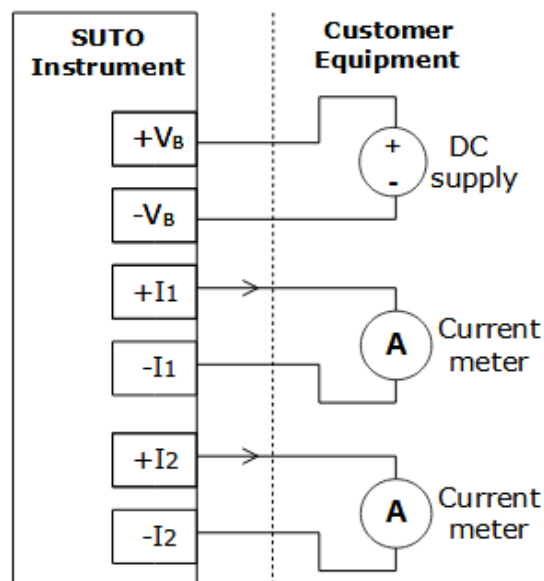 SUTO
Instrument
Customer
Equipment
+VB
-VB
+
-
DC
supply
+I1
-I1
A
Current
meter
+I2
-I2
A
Current
meter